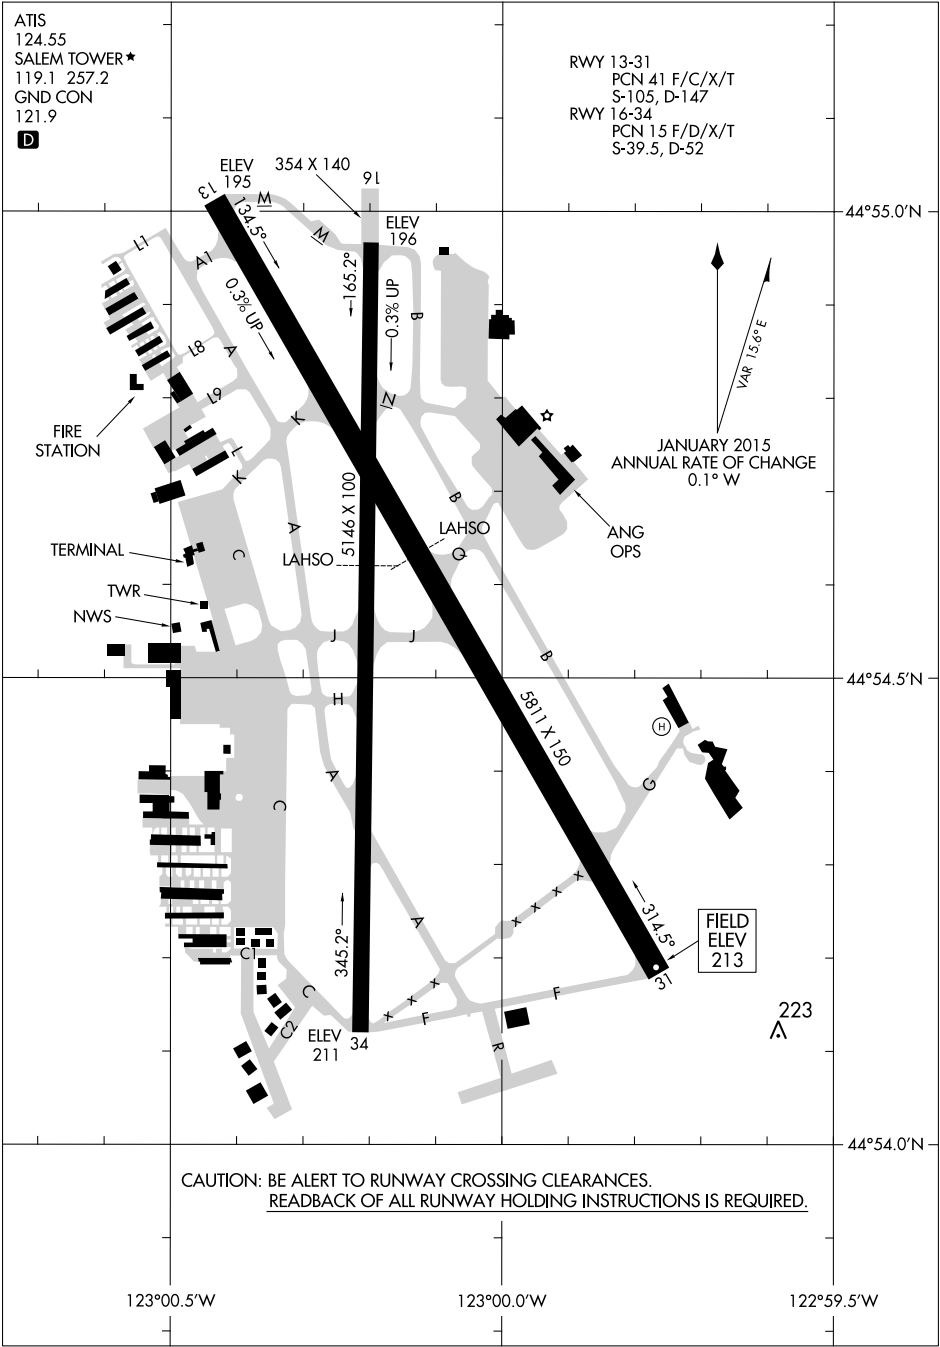 ATIS
124.55
SALEM TOWER★
119.1 257.2
GND CON
121.9
D
RWY 13-31
PCN 41 F/C/X/T
S-105, D-147
RWY 16-34
PCN 15 F/D/X/T
S-39.5, D-52
ELEV
195
354 X 140
16
13
M
M
ELEV
196
44°55.0'N
134.5°
165.2°
L1
A1
0.3% UP
0.3% UP
B
VAR 15.6° E
L8
A
L9
N
K
FIRE
STATION
JANUARY 2015
ANNUAL RATE OF CHANGE
0.1° W
L
K
5146 X 100
B
A
LAHSO
ANG
OPS
TERMINAL
C
LAHSO
Q
TWR
NWS
J
J
B
44°54.5'N
H
5811 X 150
H
A
G
C
A
314.5°
FIELD
ELEV
213
345.2°
C1
C
F
31
F
223
C2
ELEV
211
34
R
44°54.0'N
CAUTION: BE ALERT TO RUNWAY CROSSING CLEARANCES.
READBACK OF ALL RUNWAY HOLDING INSTRUCTIONS IS REQUIRED.
123°00.5'W
123°00.0'W
122°59.5'W